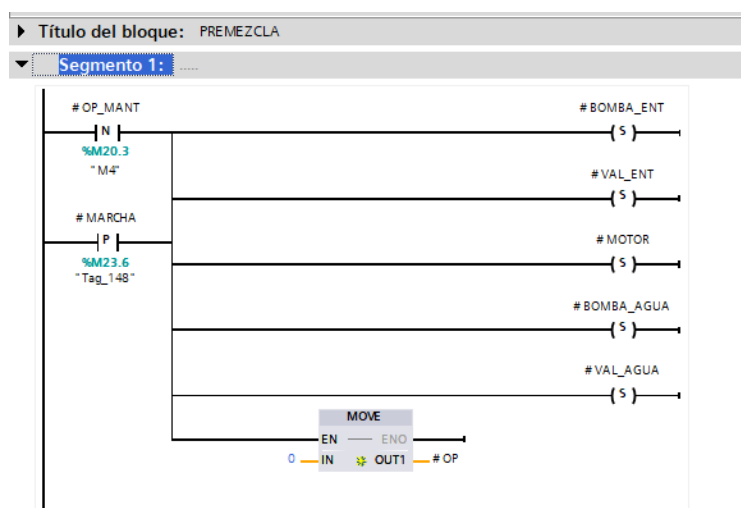 Título del bloque: PREMEZCLA
Segmento 1: .....
#OP_MANT
#BOMBA_ENT
N
S
%M20.3
"M4"
#VAL_ENT
S
#MARCHA
P
#MOTOR
S
%M23.6
"Tag_148"
#BOMBA_AGUA
S
#VAL_AGUA
S
MOVE
EN ENO
0 IN OUT1 #OP